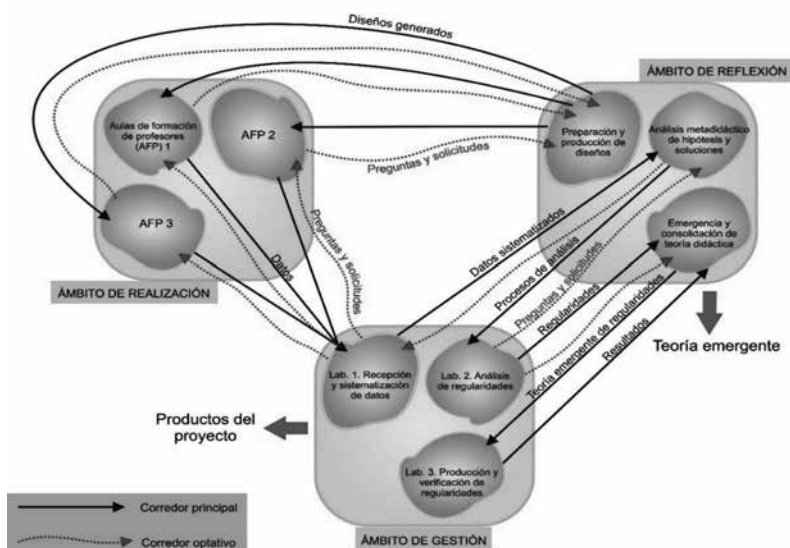 Diseños generados
ÁMBITO DE REFLEXIÓN
Aulas de formación
de profesores
(AFP) 1
AFP 2
AFP 3
ÁMBITO DE REALIZACIÓN
Preparación y
producción de
diseños
Análisis
metadidáctico
de hipótesis y
soluciones
Emergencia y
consolidación de
teoría didáctica
Preguntas y solicitudes
Preguntas y solicitudes
Datos
Datos sistematizados
Procesos de análisis
Preguntas y solicitudes
Regularidades
Teoría emergente de regularidades
Resultados
Teoría emergente
Lab. 1. Recepción
y sistematización
de datos
Lab. 2. Análisis
de regularidades
Lab. 3. Producción y
verificación de
regularidades
Productos del
proyecto
ÁMBITO DE GESTIÓN
Corredor principal
Corredor optativo